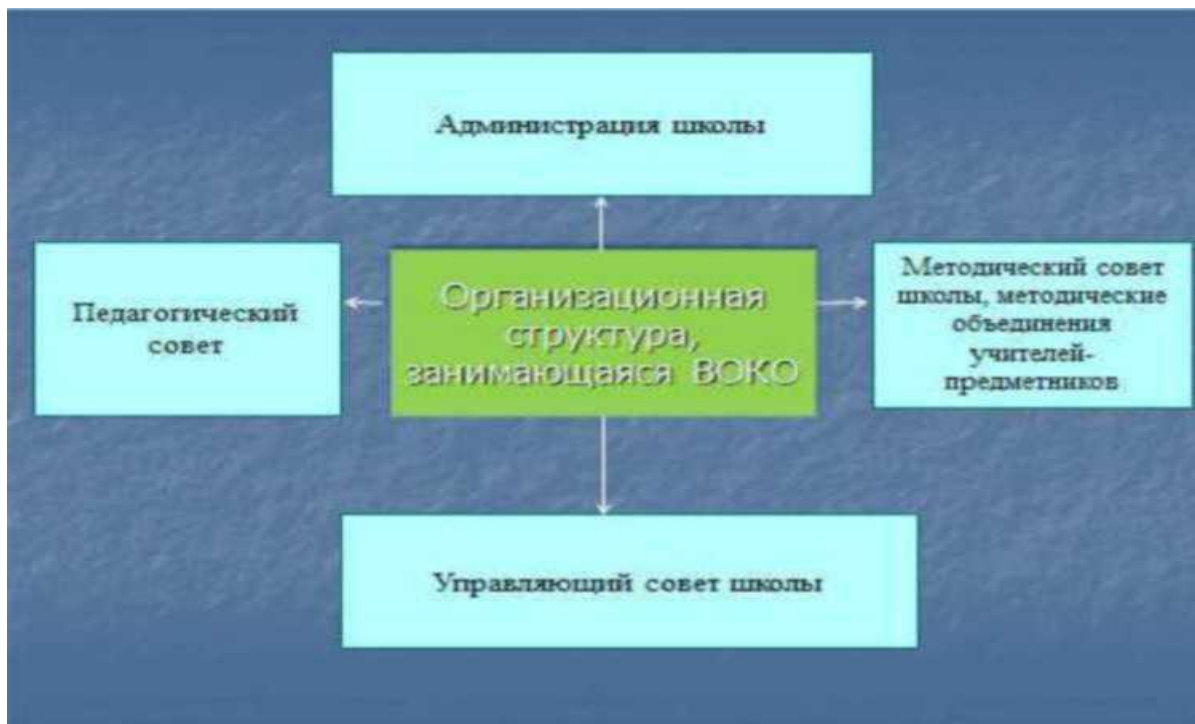 Администрация школы
Педагогический
совет
Организационная
структура,
занимающаяся ВОКО
Методический совет
школы, методические
объединения
учителей-
предметников
Управляющий совет школы